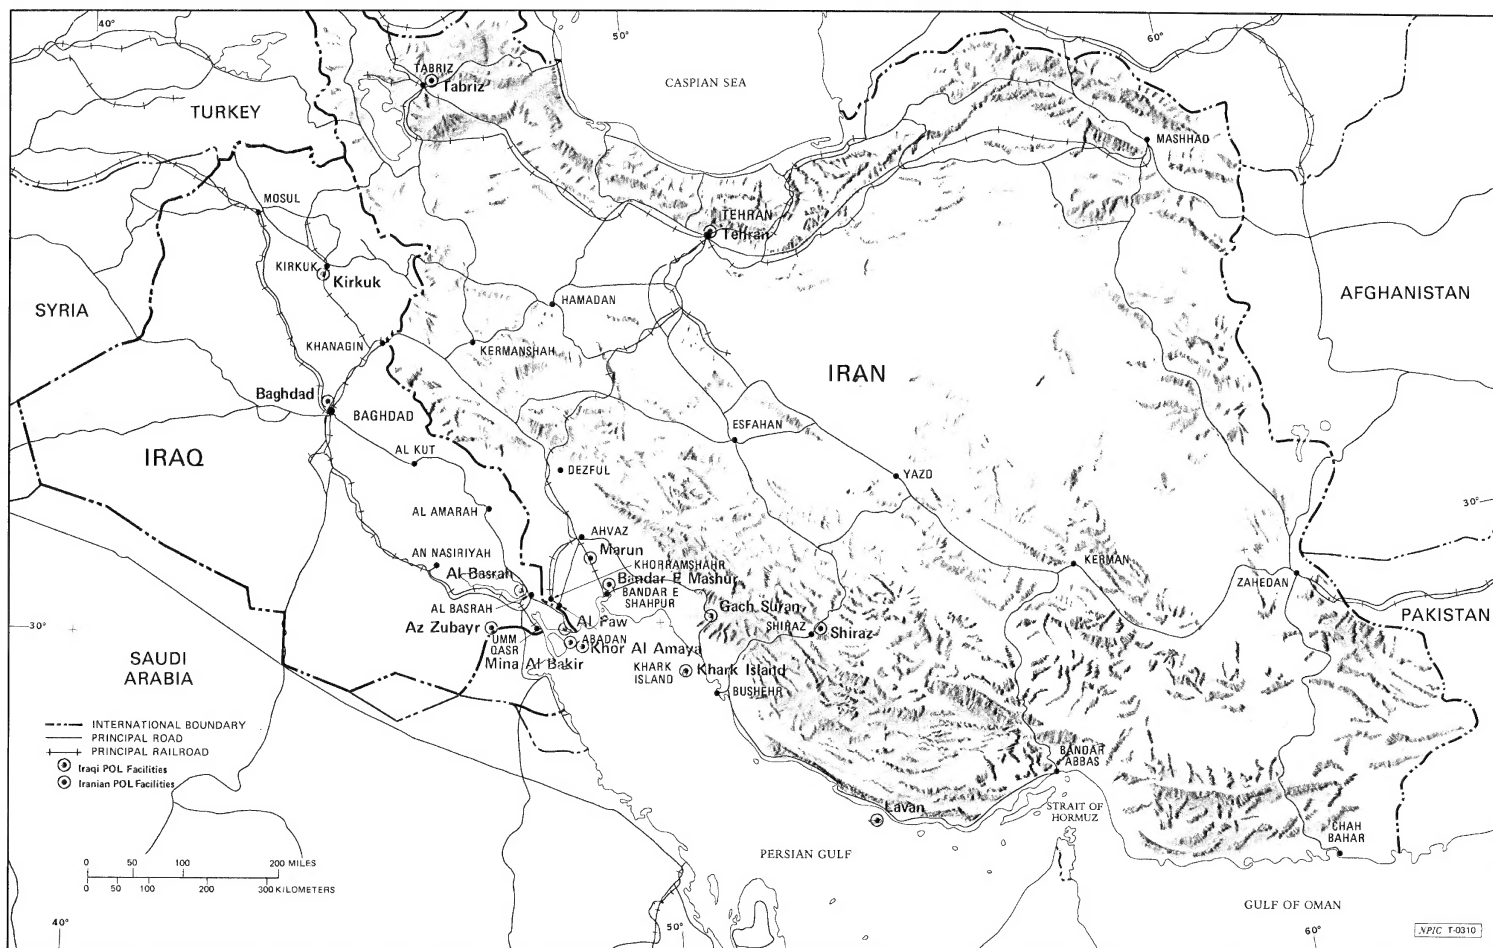 40°
50°
60°
CASPIAN SEA
TABRIZ
Tabriz
TURKEY
MASHHAD
MOSUL
TEHRAN
Tehran
KIRKUK
Kirkuk
SYRIA
HAMADAN
AFGHANISTAN
KHANAGIN
KERMANSHAH
IRAN
Baghdad
BAGHDAD
ESFAHAN
AL KUT
IRAQ
DEZFUL
YAZD
30°
AL AMARAH
AHVAZ
AN NASIRIYAH
Marun
KHORRAMSHAHR
KERMAN
Al Basrah
Bandar E Mashur
ZAHEDAN
BANDAR E
SHAHPUR
AL BASRAH
Gach Suran
PAKISTAN
30°
Az Zubayr
Al Faw
SHIRAZ
Shiraz
UMM
QASR
ABADAN
Khor Al Amaya
Mina Al Bakir
SAUDI
ARABIA
KHARK
ISLAND
Khark Island
BUSHEHR
INTERNATIONAL BOUNDARY
PRINCIPAL ROAD
PRINCIPAL RAILROAD
Iraqi POL Facilities
Iranian POL Facilities
BANDAR
ABBAS
Lavan
STRAIT OF
HORMUZ
CHAH
BAHAR
PERSIAN GULF
0 50 100 200 MILES
0 50 100 200 300 KILOMETERS
GULF OF OMAN
40°
50°
60°
NPIC T-0310